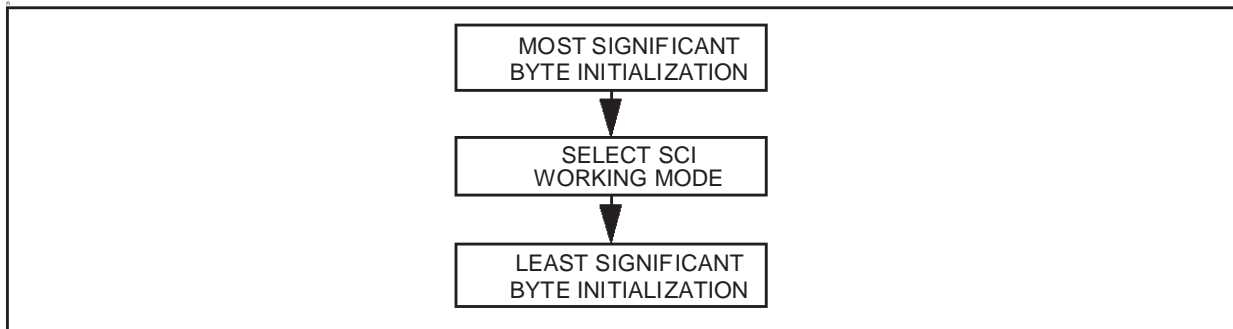 MOST SIGNIFICANT
BYTE INITIALIZATION
SELECT SCI
WORKING MODE
LEAST SIGNIFICANT
BYTE INITIALIZATION